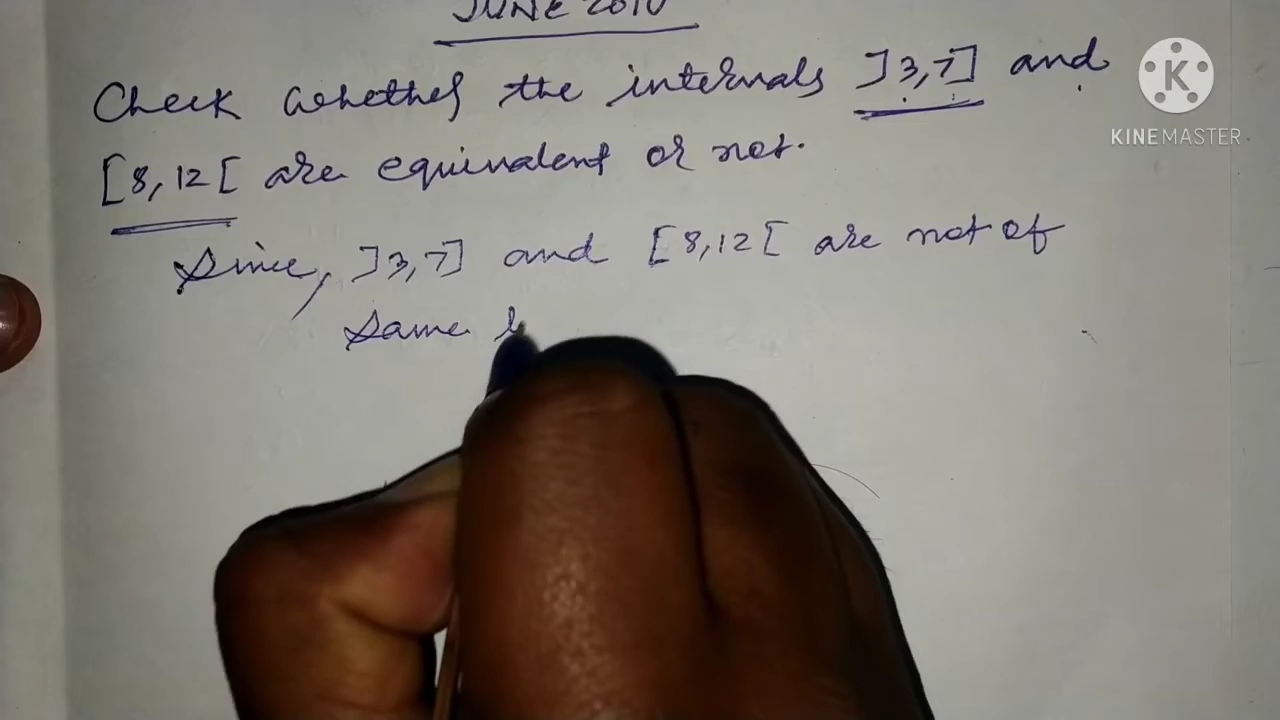 JUNE 2010
Check whether the intervals ]3,7] and
KINEMASTER
[8,12[ are equivalent or not.
Since, ]3,7] and [8,12[ are not of
same